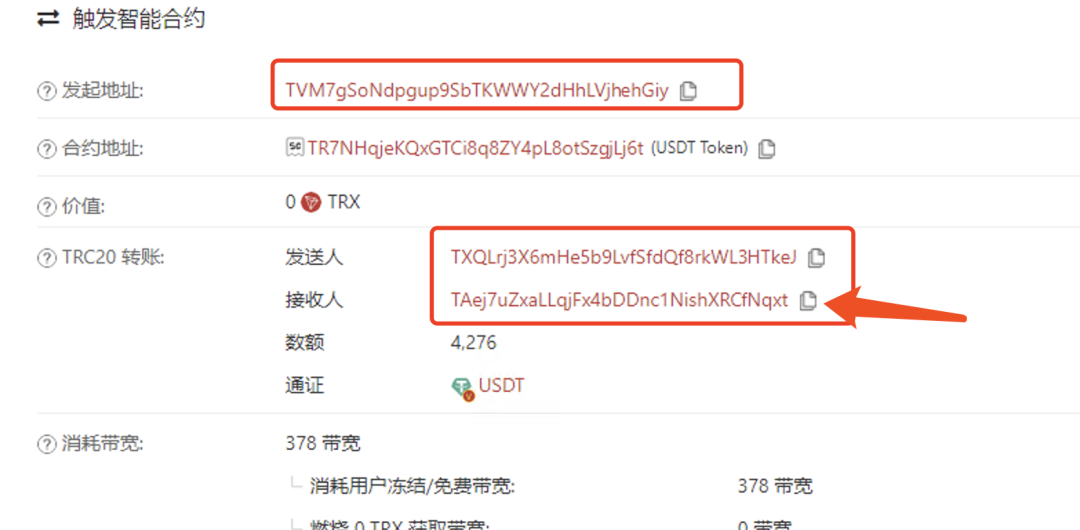 触发智能合约
发起地址: TVM7gSoNdpgup9SbTKWWY2dHhLVjhehGiy
合约地址: TR7NHqjeKQxGTCi8q8ZY4pL8otSzgjLj6t (USDT Token)
价值: 0 TRX
TRC20 转账: 发送人 TXQLrj3X6mHe5b9LvfSfdQf8rkWL3HTkeJ
接收人 TAej7uZxaLLqjFx4bDDnc1NishXRCfNqxt
数额 4,276
通证 USDT
消耗带宽: 378 带宽
消耗用户冻结/免费带宽: 378 带宽
燃烧 0 TRX 获取带宽: 0 带宽